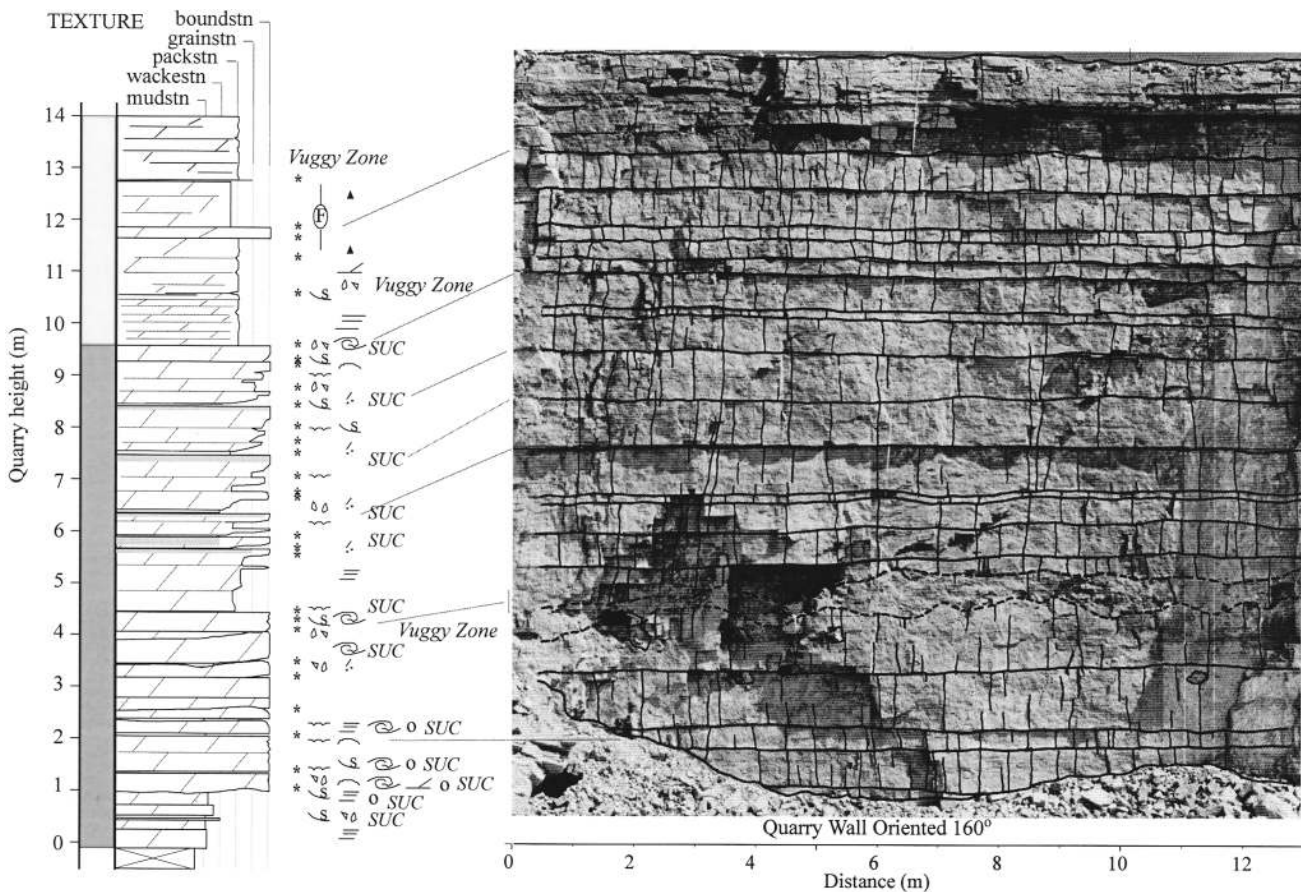 TEXTURE
boundstn
grainstn
packstn
wackestn
mudstn
14
13
12
11
10
9
8
7
6
5
4
3
2
1
0
Quarry height (m)
Vuggy Zone
F
Vuggy Zone
SUC
SUC
SUC
SUC
SUC
SUC
Vuggy Zone
SUC
o SUC
o SUC
o SUC
o SUC
SUC
Quarry Wall Oriented 160°
0 2 4 6 8 10 12
Distance (m)